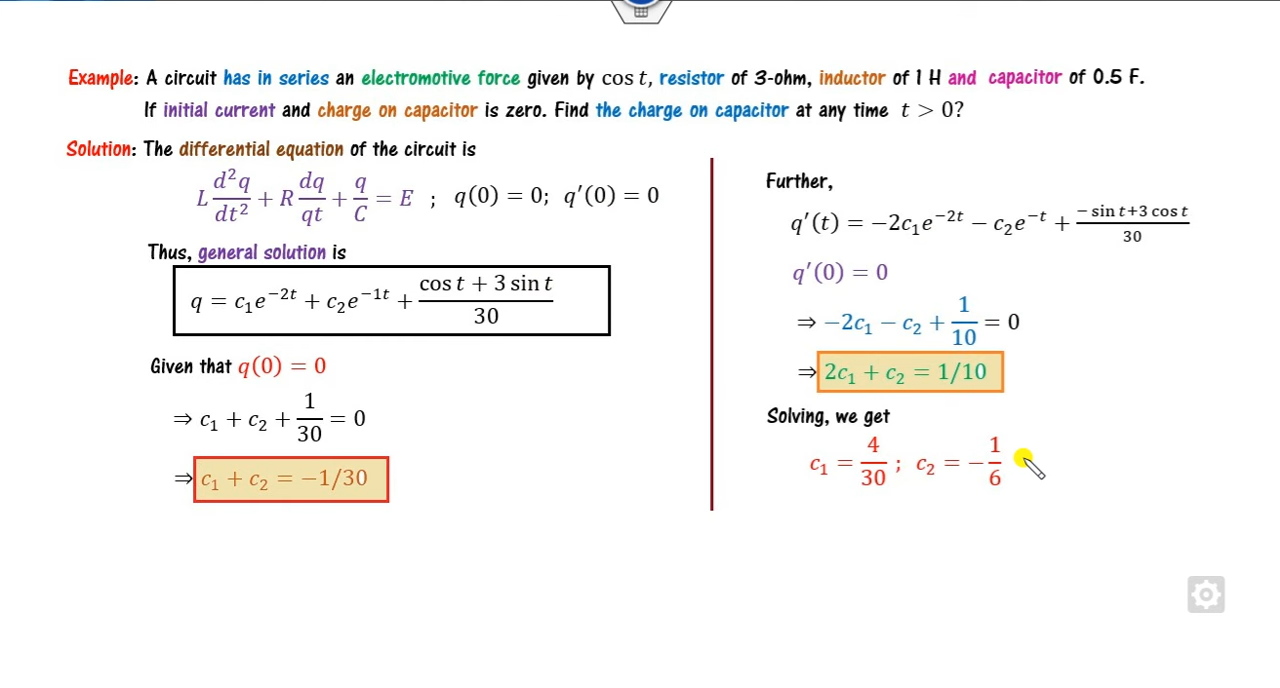 Example: A circuit has in series an electromotive force given by cos t, resistor of 3-ohm, inductor of 1 H and capacitor of 0.5 F.
If initial current and charge on capacitor is zero. Find the charge on capacitor at any time t > 0?
Solution: The differential equation of the circuit is
L d²q/dt² + R dq/qt + q/C = E ; q(0) = 0; q′(0) = 0
Thus, general solution is
q = c₁e⁻²ᵗ + c₂e⁻¹ᵗ + (cos t + 3 sin t)/30
Given that q(0) = 0
⇒ c₁ + c₂ + 1/30 = 0
⇒ c₁ + c₂ = −1/30
Further,
q′(t) = −2c₁e⁻²ᵗ − c₂e⁻ᵗ + (− sin t+3 cos t)/30
q′(0) = 0
⇒ −2c₁ − c₂ + 1/10 = 0
⇒ 2c₁ + c₂ = 1/10
Solving, we get
c₁ = 4/30 ; c₂ = −1/6